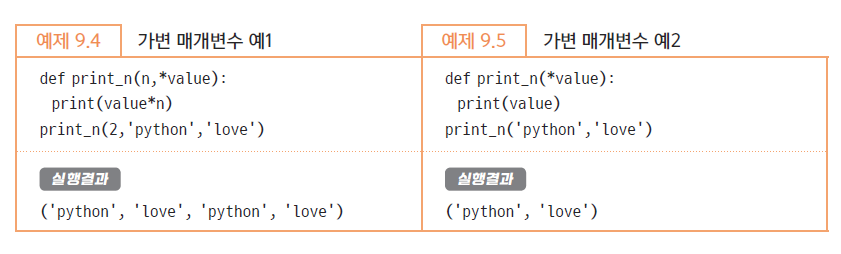 예제 9.4 가변 매개변수 예1
def print_n(n,*value):
print(value*n)
print_n(2,'python','love')
실행결과
('python', 'love', 'python', 'love')
예제 9.5 가변 매개변수 예2
def print_n(*value):
print(value)
print_n('python','love')
실행결과
('python', 'love')